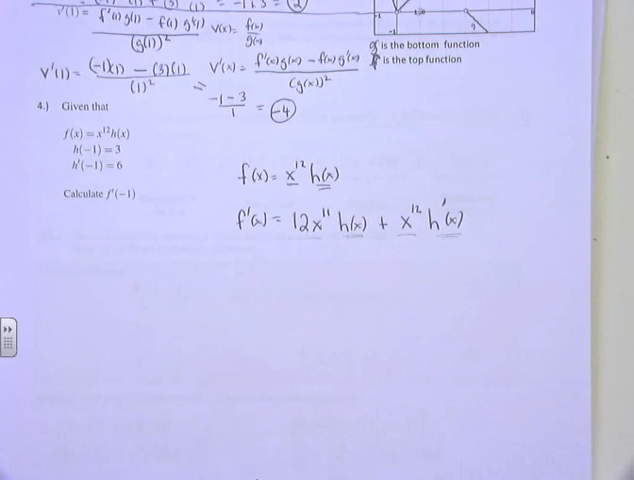 v'(1) = f'(1) g(1) − f(1) g'(1) / (g(1))² V(x) = f(x) / g(x)
g is the bottom function
f is the top function
V'(1) = (-1)(1) − (3)(1) / (1)² V'(x) = f'(x) g(x) − f(x) g'(x) / (g(x))²
= -1 − 3 / 1 = -4
4.) Given that
f(x) = x¹²h(x)
h(−1) = 3
h'(−1) = 6
Calculate f'(−1)
f(x) = x¹² h(x)
f'(x) = 12x¹¹ h(x) + x¹² h'(x)